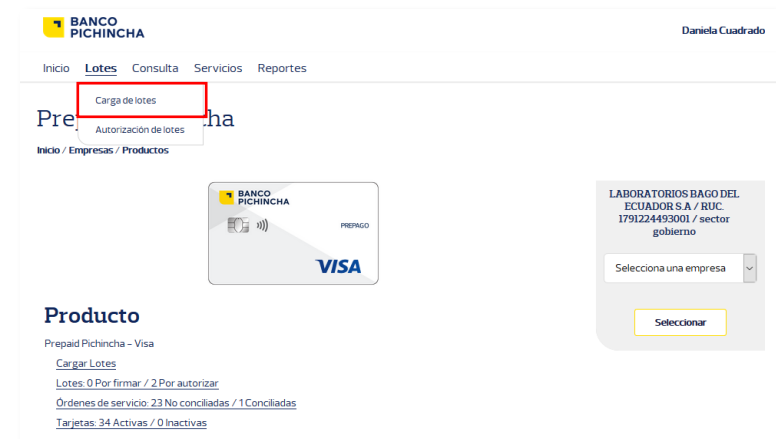 BANCO
PICHINCHA
Daniela Cuadrado
Inicio Lotes Consulta Servicios Reportes
Carga de lotes
Autorización de lotes
Pre
ha
Inicio / Empresas / Productos
BANCO
PICHINCHA
PREPAGO
VISA
LABORATORIOS BAGO DEL
ECUADOR S.A / RUC.
1791224493001 / sector
gobierno
Selecciona una empresa
Seleccionar
Producto
Prepaid Pichincha – Visa
Cargar Lotes
Lotes: 0 Por firmar / 2 Por autorizar
Órdenes de servicio: 23 No conciliadas / 1 Conciliadas
Tarjetas: 34 Activas / 0 Inactivas